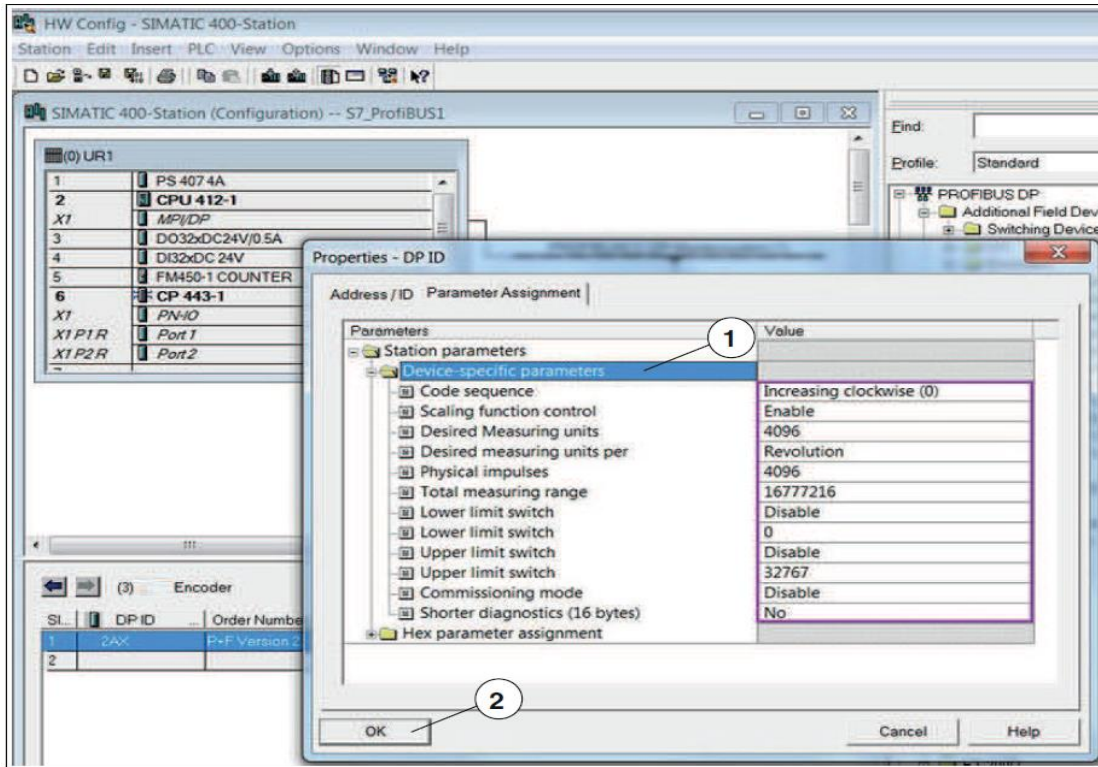 HW Config - SIMATIC 400-Station
Station Edit Insert PLC View Options Window Help
SIMATIC 400-Station (Configuration) -- S7_ProfiBUS1
(0) UR1
1 PS 407 4A
2 CPU 412-1
X1 MPI/DP
3 DO32xDC24V/0.5A
4 DI32xDC 24V
5 FM450-1 COUNTER
6 CP 443-1
X1 PN-IO
X1 P1 R Port 1
X1 P2 R Port 2
Find:
Profile: Standard
PROFIBUS DP
Additional Field Dev
Switching Device
Properties - DP ID
Address / ID Parameter Assignment
Parameters Value
Station parameters
Device-specific parameters
1
Code sequence Increasing clockwise (0)
Scaling function control Enable
Desired Measuring units 4096
Desired measuring units per Revolution
Physical impulses 4096
Total measuring range 16777216
Lower limit switch Disable
Lower limit switch 0
Upper limit switch Disable
Upper limit switch 32767
Commissioning mode Disable
Shorter diagnostics (16 bytes) No
Hex parameter assignment
2
OK Cancel Help
(3) Encoder
Sl... DP ID ... Order Numbe
1 2AX P+F Version 2
2